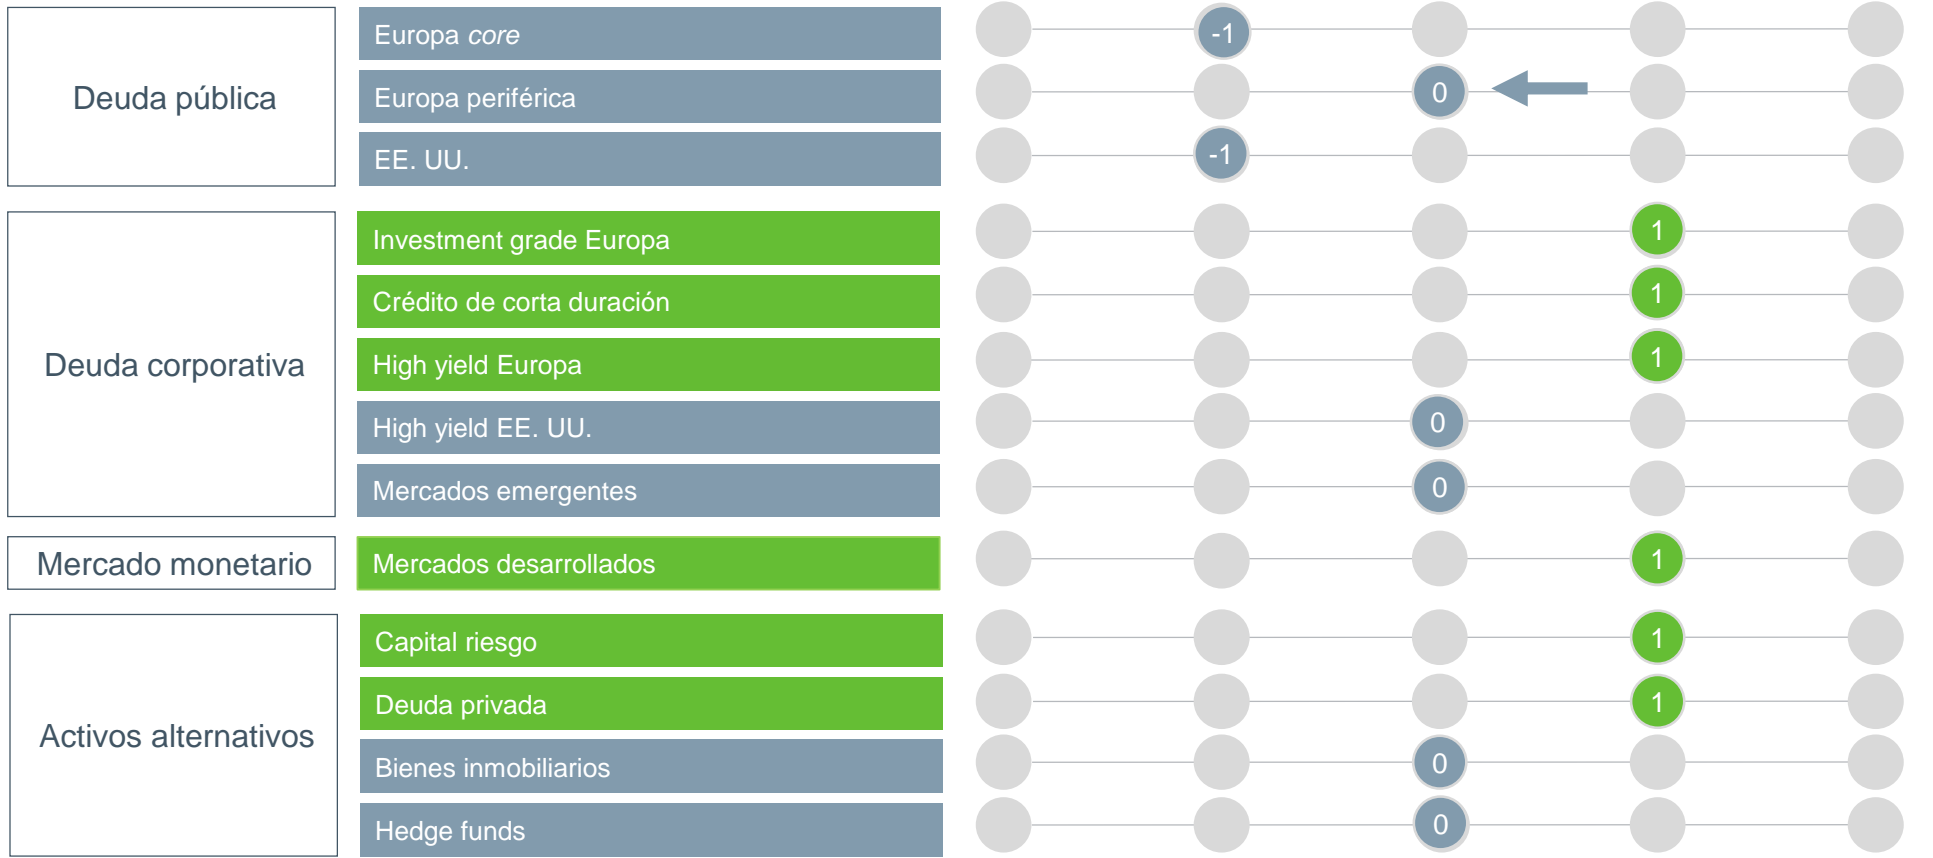 Deuda pública
Europa core
-1
Europa periférica
0
EE. UU.
-1
Deuda corporativa
Investment grade Europa
1
Crédito de corta duración
1
High yield Europa
1
High yield EE. UU.
0
Mercados emergentes
0
Mercado monetario
Mercados desarrollados
1
Activos alternativos
Capital riesgo
1
Deuda privada
1
Bienes inmobiliarios
0
Hedge funds
0